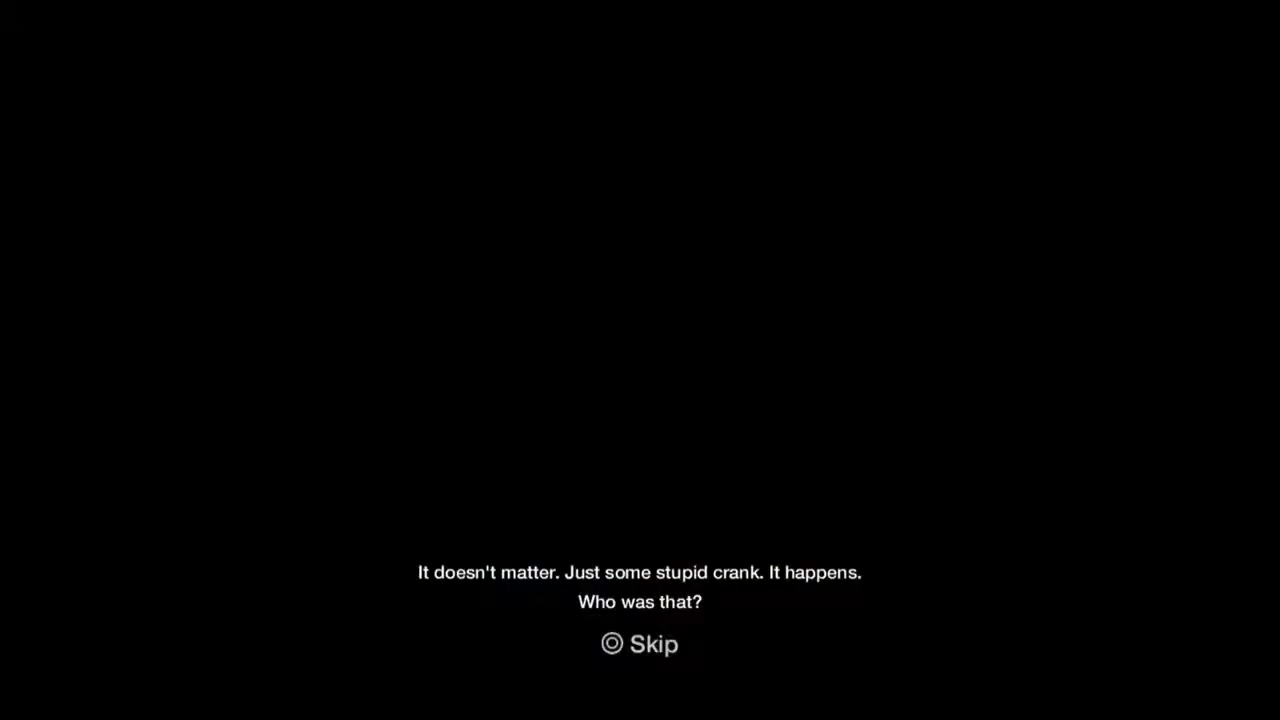 It doesn't matter. Just some stupid crank. It happens.
Who was that?
Skip